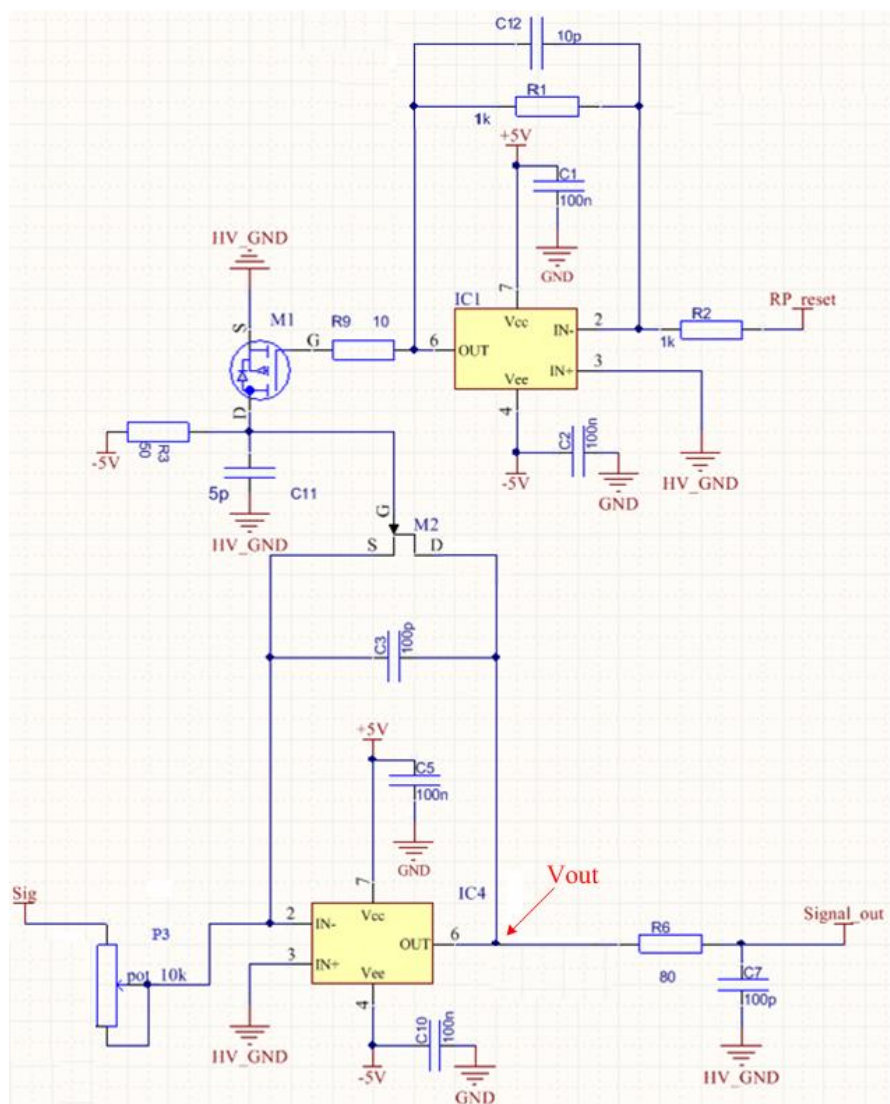 C12
10p
R1
1k
+5V
C1
100n
GND
HV_GND
S
M1
G
R9 10
6
OUT
IC1
7
Vcc
IN-
IN+
Vee
4
2
3
R2
1k
RP_reset
D
-5V
R3
50
5p
C11
HV_GND
-5V
C2
100n
GND
HV_GND
G
M2
S
D
C3
100p
+5V
C5
100n
GND
Sig
P3
pot 10k
2
3
IN-
IN+
7
Vcc
OUT
Vee
4
6
IC4
Vout
R6
80
Signal_out
C7
100p
HV_GND
HV_GND
-5V
C10
100n
GND